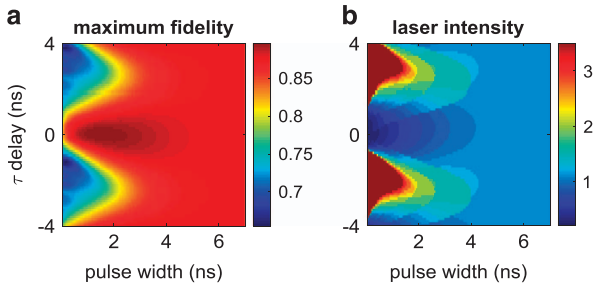 a
maximum fidelity
4
0
-4
τ delay (ns)
2 4 6
pulse width (ns)
0.85
0.8
0.75
0.7
b
laser intensity
4
0
-4
2 4 6
pulse width (ns)
3
2
1